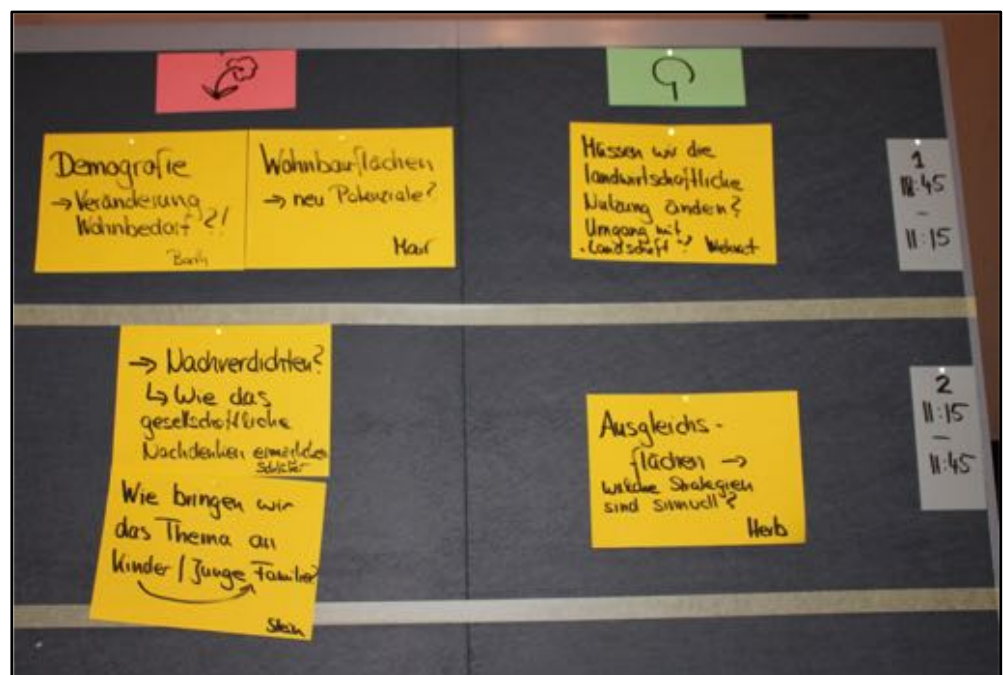 Demografie
→ Veränderung
Wohnbedarf?!
Barth
Wohnbauflächen
→ neu Potenziale?
Mair
Müssen wir die
landwirtschaftliche
Nutzung ändern?
Umgang mit
"Landschaft"?
1
10:45
–
11:15
→ Nachverdichten?
↳ Wie das
gesellschaftliche
Nachdenken ermöglichen
Wie bringen wir
das Thema an
Kinder / Junge Familien?
Stein
Ausgleichs-
flächen →
welche Strategien
sind sinnvoll?
Herb
2
11:15
–
11:45